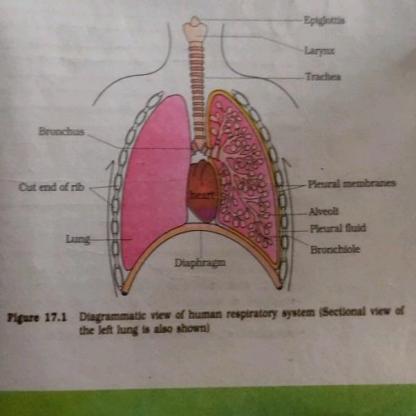 Epiglottis
Larynx
Trachea
Bronchus
Cut end of rib
Pleural membranes
heart
Alveoli
Pleural fluid
Lung
Bronchiole
Diaphragm
Figure 17.1 Diagrammatic view of human respiratory system (Sectional view of
the left lung is also shown)